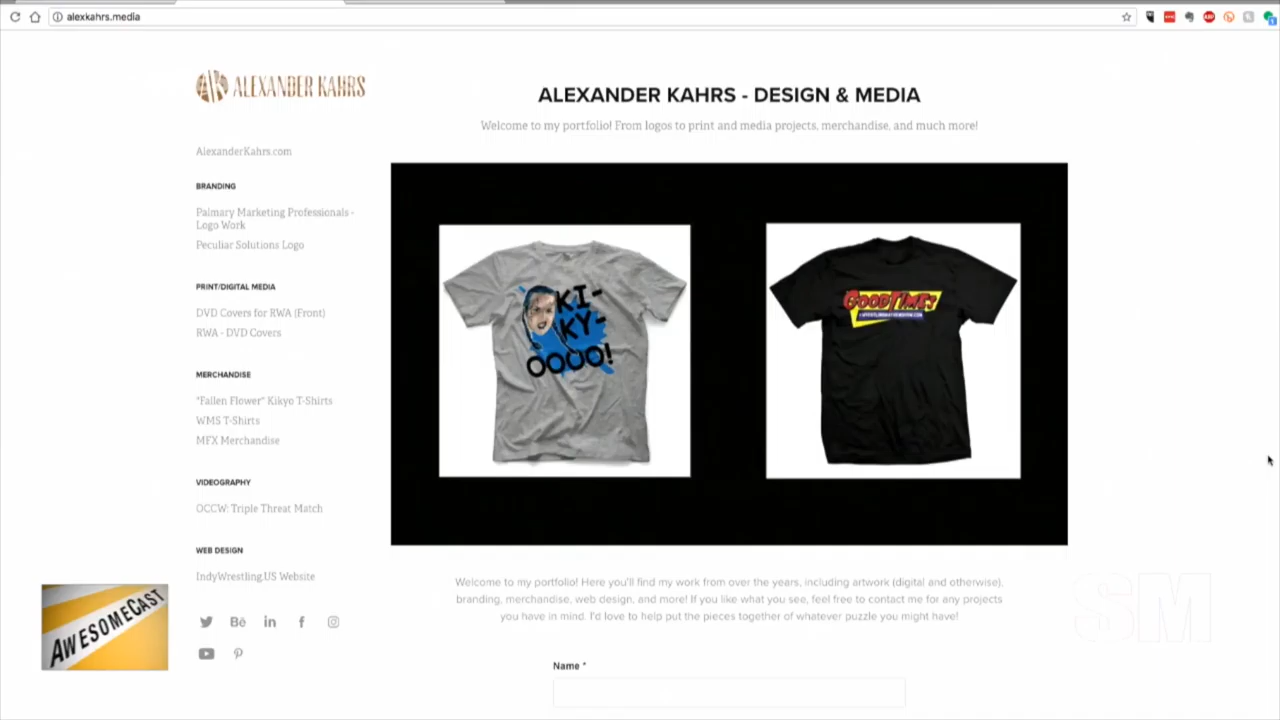 alexkahrs.media
ALEXANDER KAHRS
AlexanderKahrs.com
BRANDING
Palmary Marketing Professionals -
Logo Work
Peculiar Solutions Logo
PRINT/DIGITAL MEDIA
DVD Covers for RWA (Front)
RWA - DVD Covers
MERCHANDISE
"Fallen Flower" Kikyo T-Shirts
WMS T-Shirts
MFX Merchandise
VIDEOGRAPHY
OCCW: Triple Threat Match
WEB DESIGN
IndyWrestling.US Website
Bē
in
f
AWESOMECAST
ALEXANDER KAHRS - DESIGN & MEDIA
Welcome to my portfolio! From logos to print and media projects, merchandise, and much more!
KI-
KY-
OOOO!
GOODTIMES
Welcome to my portfolio! Here you'll find my work from over the years, including artwork (digital and otherwise),
branding, merchandise, web design, and more! If you like what you see, feel free to contact me for any projects
you have in mind. I'd love to help put the pieces together of whatever puzzle you might have!
Name *
SM